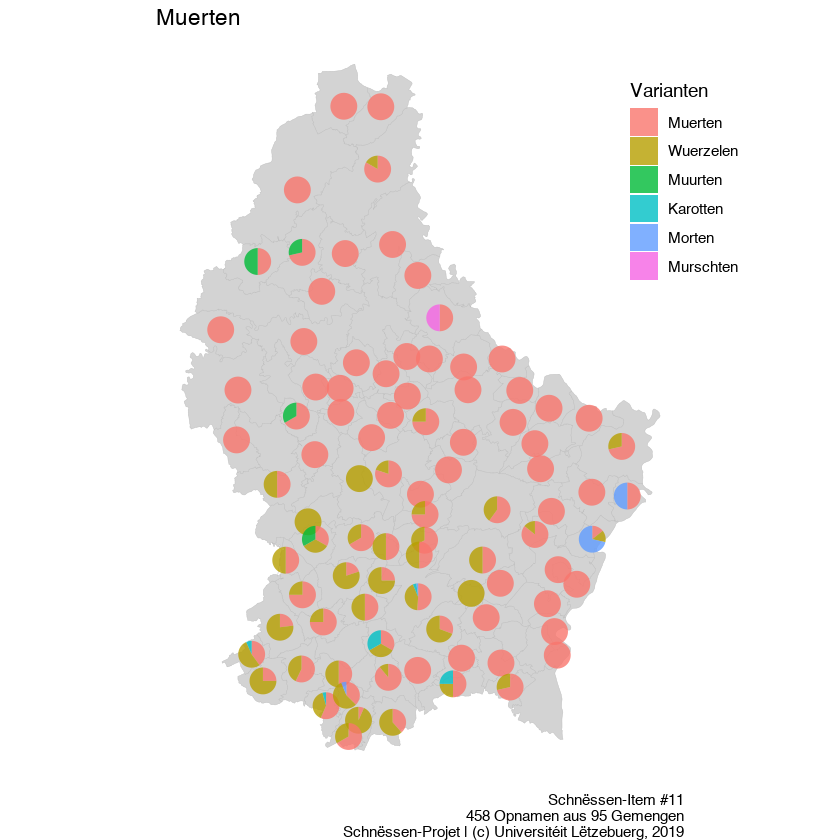 Muerten
Varianten
Muerten
Wuerzelen
Muurten
Karotten
Morten
Murschten
Schnëssen-Item #11
458 Opnamen aus 95 Gemengen
Schnëssen-Projet | (c) Universitéit Lëtzebuerg, 2019